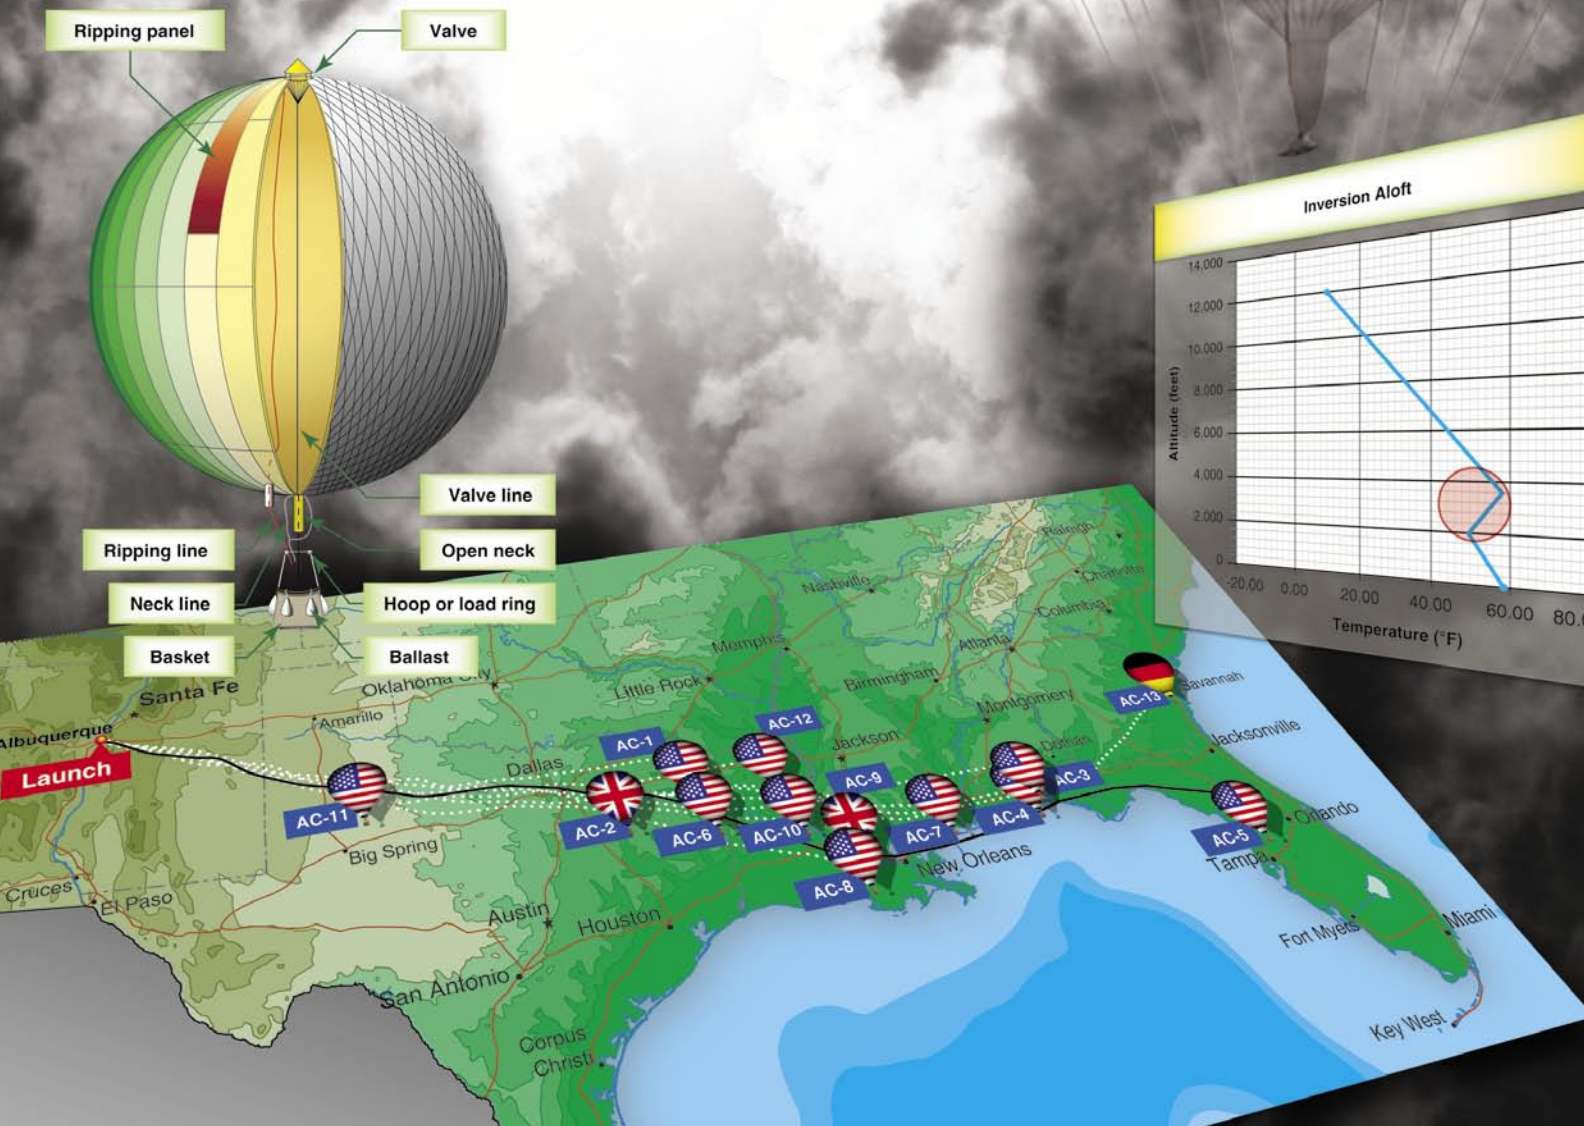 Ripping panel
Valve
Valve line
Ripping line
Open neck
Neck line
Hoop or load ring
Basket
Ballast
Inversion Aloft
Altitude (feet)
14,000
12,000
10,000
8,000
6,000
4,000
2,000
0
-20.00 0.00 20.00 40.00 60.00
Temperature (°F)
Raleigh
Charlotte
Nashville
Columbia
Memphis
Atlanta
Oklahoma City
Little Rock
Birmingham
Santa Fe
Savannah
AC-13
Montgomery
Amarillo
Albuquerque
AC-12
AC-1
Jackson
Dothan
Jacksonville
Launch
Dallas
AC-9
AC-3
AC-11
AC-2
AC-6
AC-10
AC-7
AC-4
Orlando
AC-5
Big Spring
New Orleans
Tampa
AC-8
Cruces
El Paso
Austin
Houston
Fort Myers
Miami
San Antonio
Key West
Corpus
Christi